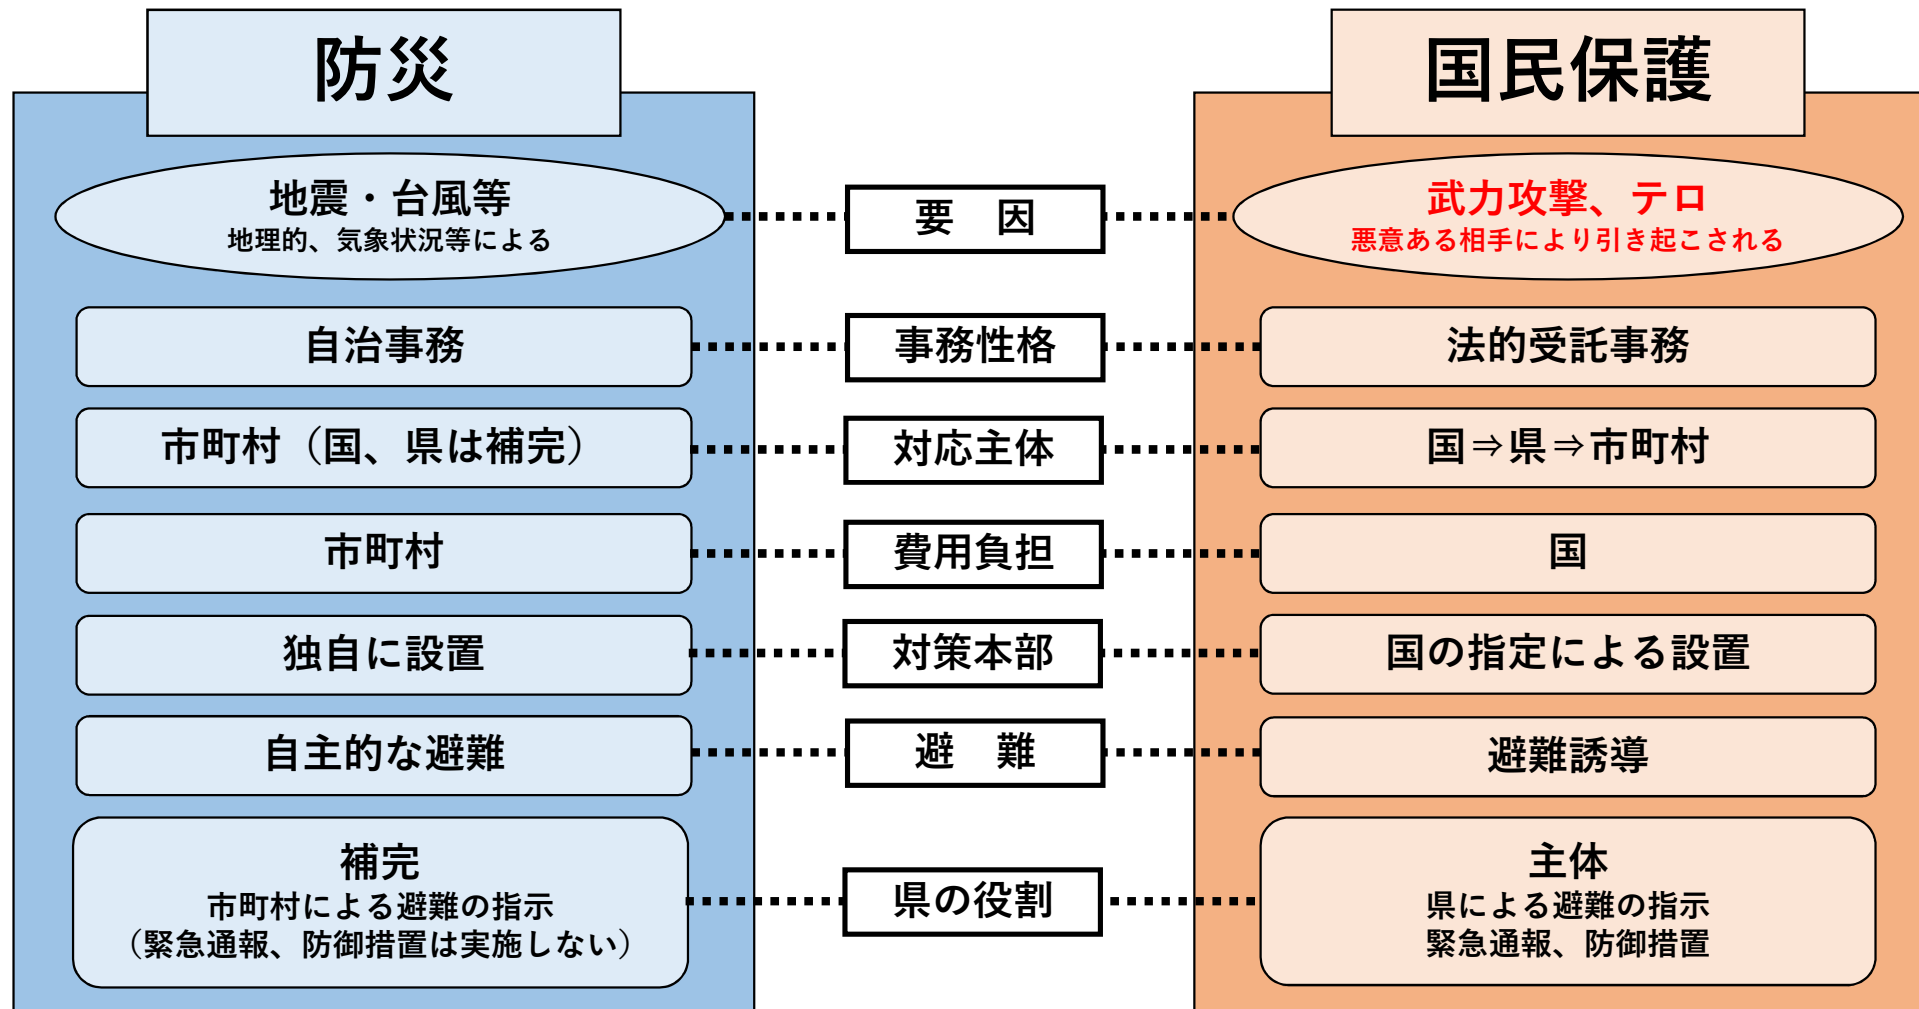 防災
国民保護
地震・台風等
地理的、気象状況等による
要　因
武力攻撃、テロ
悪意ある相手により引き起こされる
自治事務
事務性格
法的受託事務
市町村（国、県は補完）
対応主体
国⇒県⇒市町村
市町村
費用負担
国
独自に設置
対策本部
国の指定による設置
自主的な避難
避　難
避難誘導
補完
市町村による避難の指示
（緊急通報、防御措置は実施しない）
県の役割
主体
県による避難の指示
緊急通報、防御措置